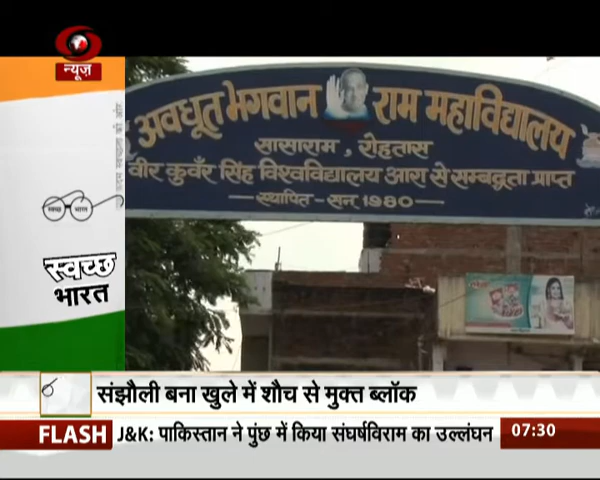 न्यूज़
अवधूत भगवान राम महाविद्यालय
सासाराम, रोहतास
वीर कुवँर सिंह विश्वविद्यालय आरा से सम्बद्धता प्राप्त
स्थापित - सन् 1980
स्वच्छ भारत
स्वच्छ
भारत
संझौली बना खुले में शौच से मुक्त ब्लॉक
FLASH J&K: पाकिस्तान ने पुंछ में किया संघर्षविराम का उल्लंघन 07:30